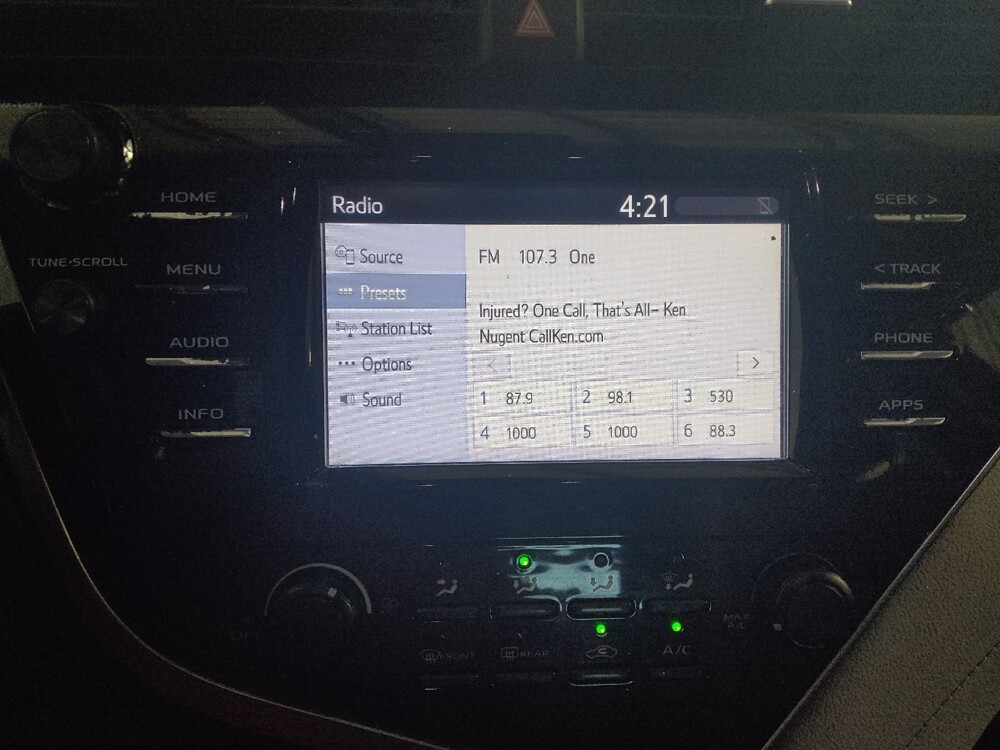 Radio 4:21
HOME
SEEK >
Source
FM 107.3 One
TUNE•SCROLL
MENU
< TRACK
Presets
Injured? One Call, That's All– Ken
Station List
Nugent CallKen.com
AUDIO
PHONE
••• Options
< >
Sound
1 87.9 2 98.1 3 530
INFO
APPS
4 1000 5 1000 6 88.3
MAX
A/C
FRONT
REAR
A/C